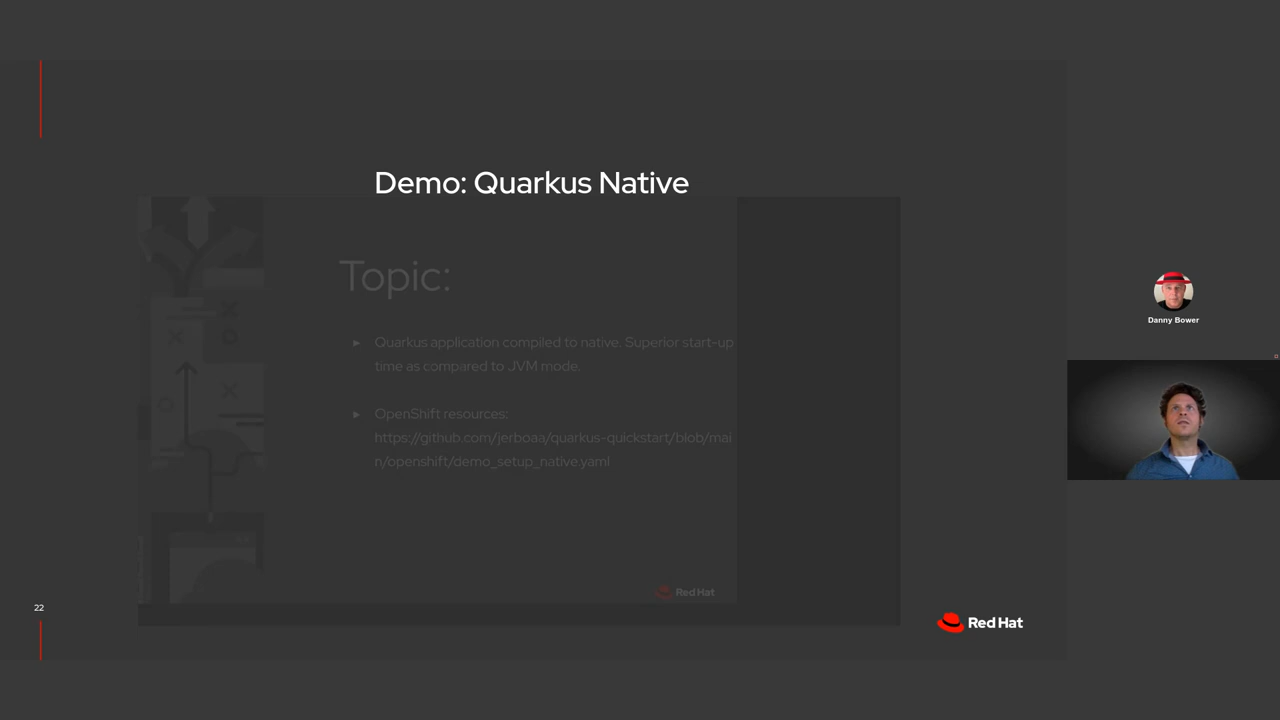 Demo: Quarkus Native
Topic:
► Quarkus application compiled to native. Superior start-up
time as compared to JVM mode.
► OpenShift resources:
https://github.com/jerboaa/quarkus-quickstart/blob/mai
n/openshift/demo_setup_native.yaml
Red Hat
22
Red Hat
Danny Bower